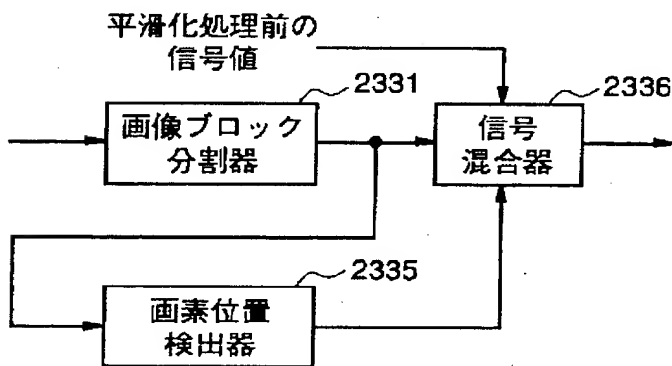 平滑化処理前の
信号値
2331
2336
画像ブロック
分割器
信号
混合器
2335
画素位置
検出器